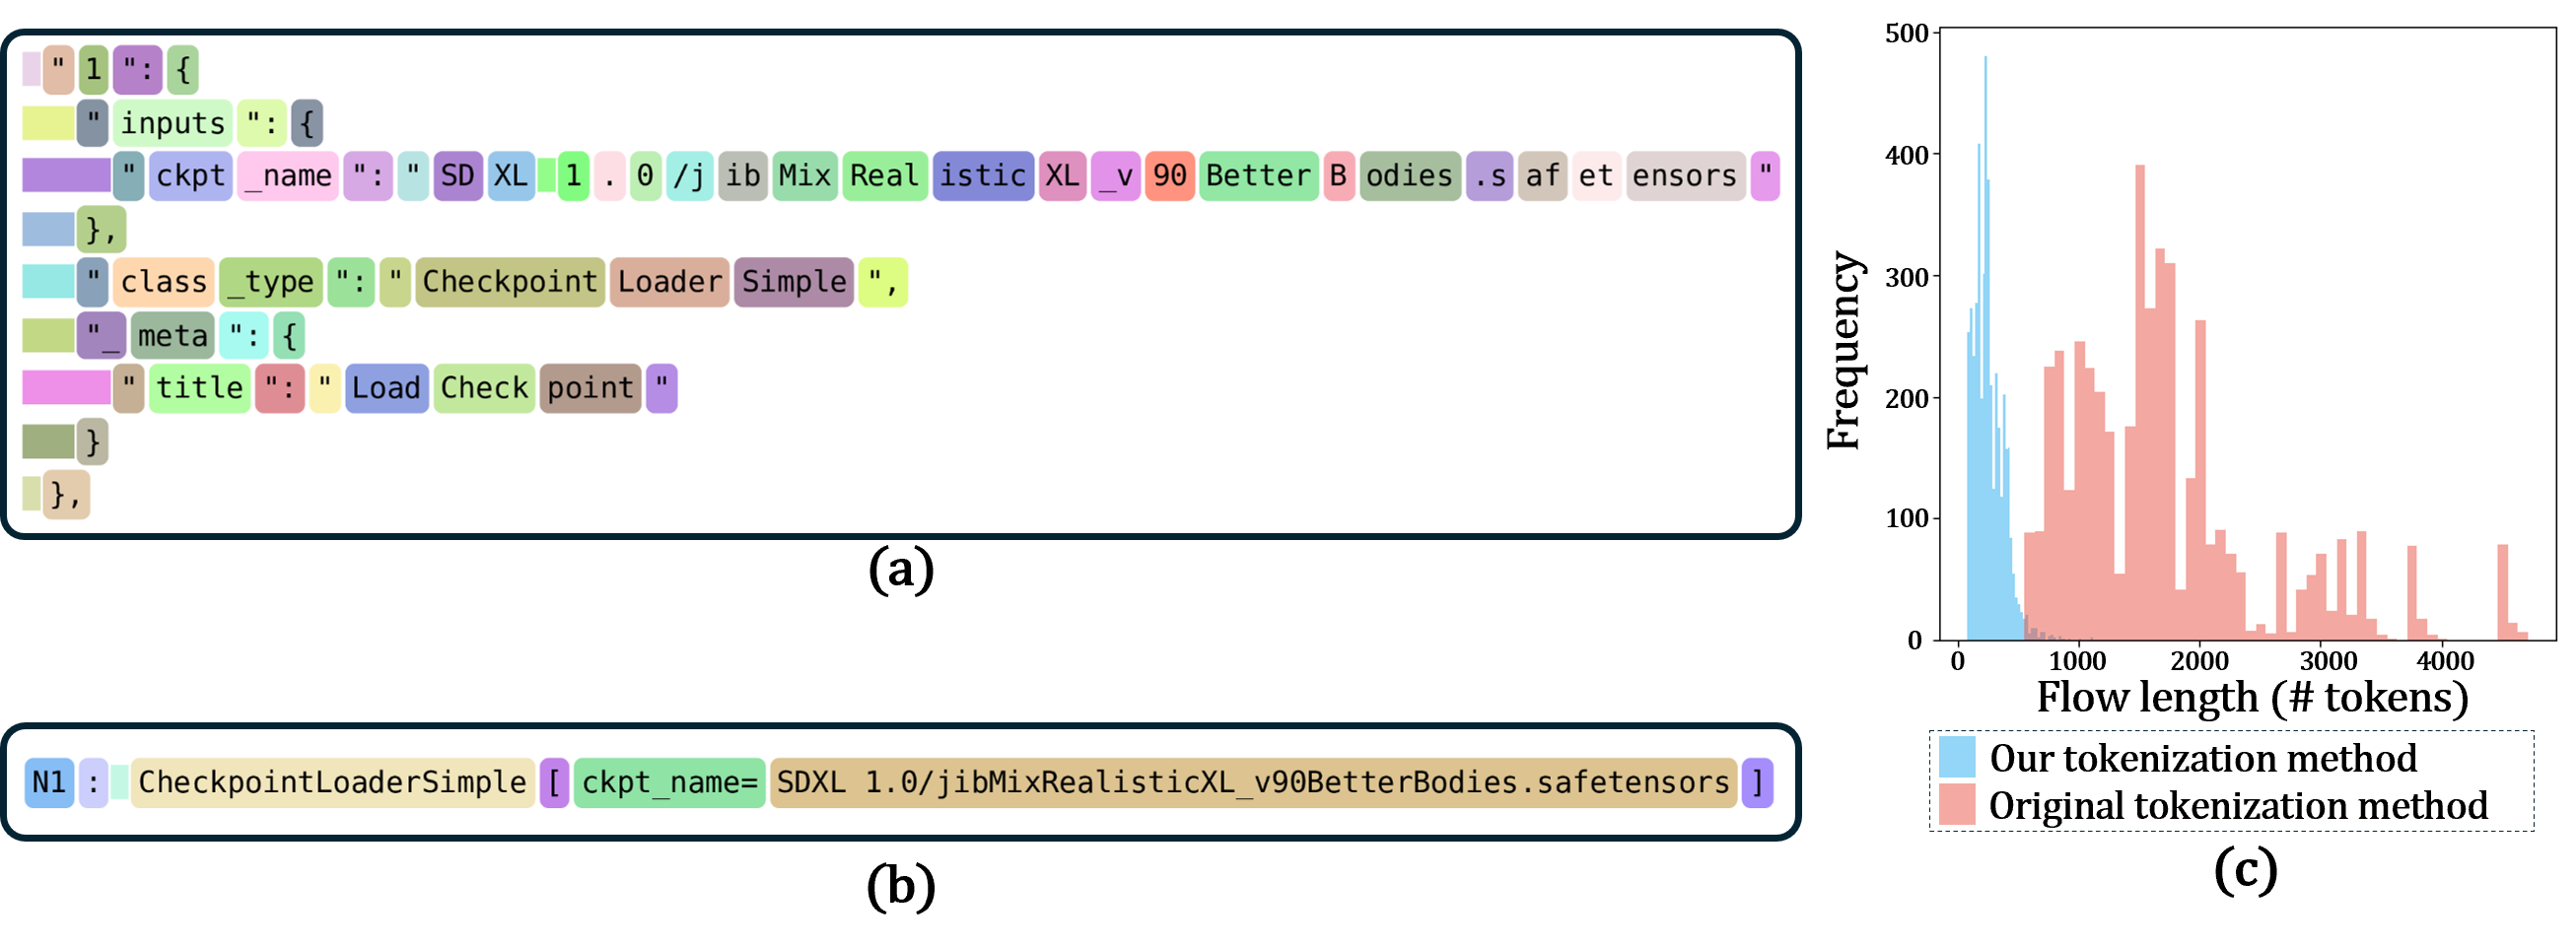 "1": {
"inputs": {
"ckpt_name": "SDXL 1.0/jibMixRealisticXL_v90BetterBodies.safetensors"
},
"class_type": "CheckpointLoaderSimple",
"_meta": {
"title": "Load Checkpoint"
}
},
(a)
N1: CheckpointLoaderSimple[ckpt_name=SDXL 1.0/jibMixRealisticXL_v90BetterBodies.safetensors]
(b)
Frequency
500
400
300
200
100
0
0 1000 2000 3000 4000
Flow length (# tokens)
Our tokenization method
Original tokenization method
(c)